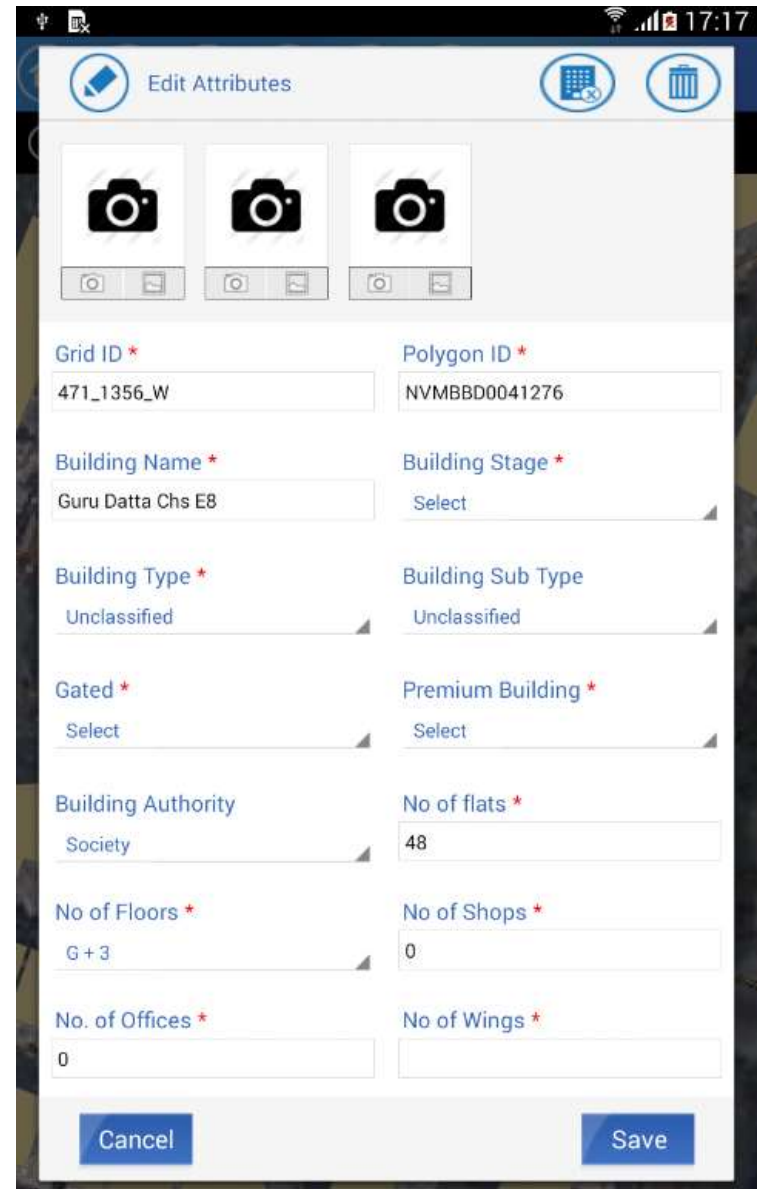 17:17
Edit Attributes
Grid ID * Polygon ID *
471_1356_W NVMBBD0041276
Building Name * Building Stage *
Guru Datta Chs E8 Select
Building Type * Building Sub Type
Unclassified Unclassified
Gated * Premium Building *
Select Select
Building Authority No of flats *
Society 48
No of Floors * No of Shops *
G + 3 0
No. of Offices * No of Wings *
0
Cancel Save